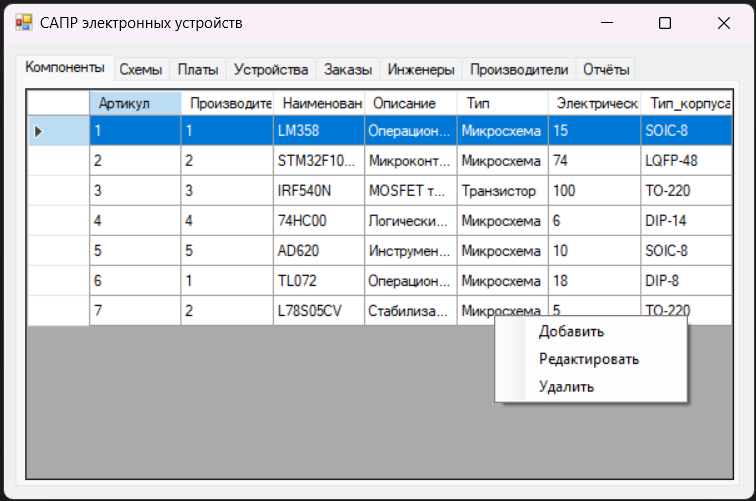 САПР электронных устройств
Компоненты Схемы Платы Устройства Заказы Инженеры Производители Отчёты
Артикул Производите Наименован Описание Тип Электрически Тип_корпуса
1 1 LM358 Операцион... Микросхема 15 SOIC-8
2 2 STM32F10... Микроконт... Микросхема 74 LQFP-48
3 3 IRF540N MOSFET т... Транзистор 100 TO-220
4 4 74HC00 Логически... Микросхема 6 DIP-14
5 5 AD620 Инструмен... Микросхема 10 SOIC-8
6 1 TL072 Операцион... Микросхема 18 DIP-8
7 2 L78S05CV Стабилиза... Микросхема 5 TO-220
Добавить
Редактировать
Удалить